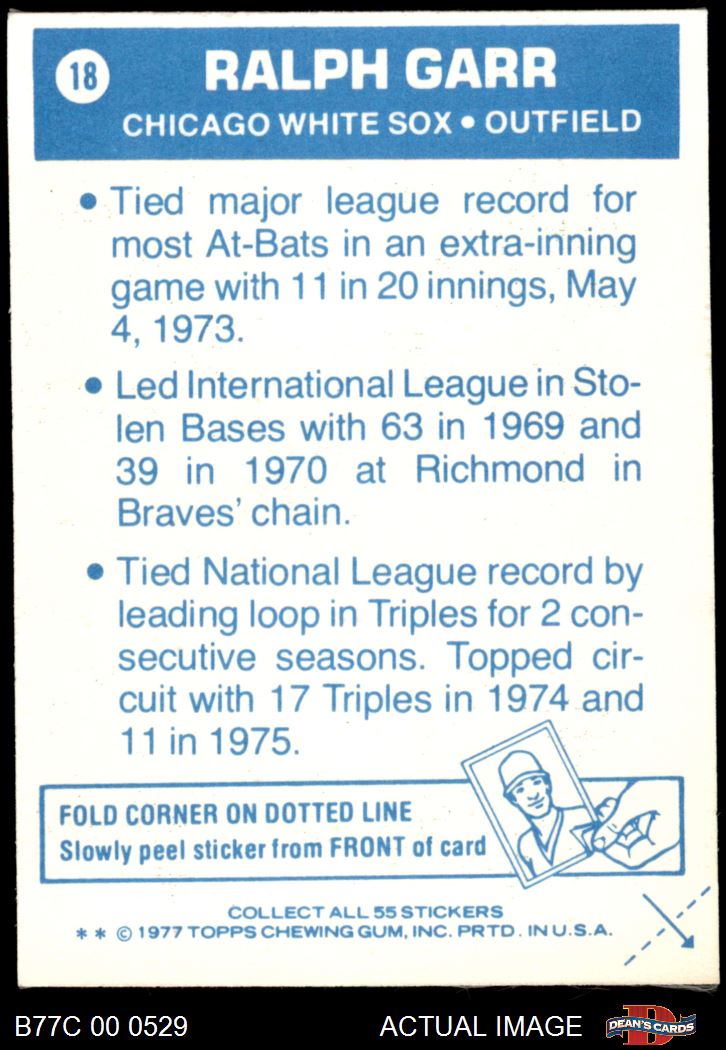 18
RALPH GARR
CHICAGO WHITE SOX • OUTFIELD
• Tied major league record for
most At-Bats in an extra-inning
game with 11 in 20 innings, May
4, 1973.
• Led International League in Sto-
len Bases with 63 in 1969 and
39 in 1970 at Richmond in
Braves' chain.
• Tied National League record by
leading loop in Triples for 2 con-
secutive seasons. Topped cir-
cuit with 17 Triples in 1974 and
11 in 1975.
FOLD CORNER ON DOTTED LINE
Slowly peel sticker from FRONT of card
COLLECT ALL 55 STICKERS
* * © 1977 TOPPS CHEWING GUM, INC. PRTD. IN U.S.A.
B77C 00 0529
ACTUAL IMAGE
D
DEAN'S CARDS